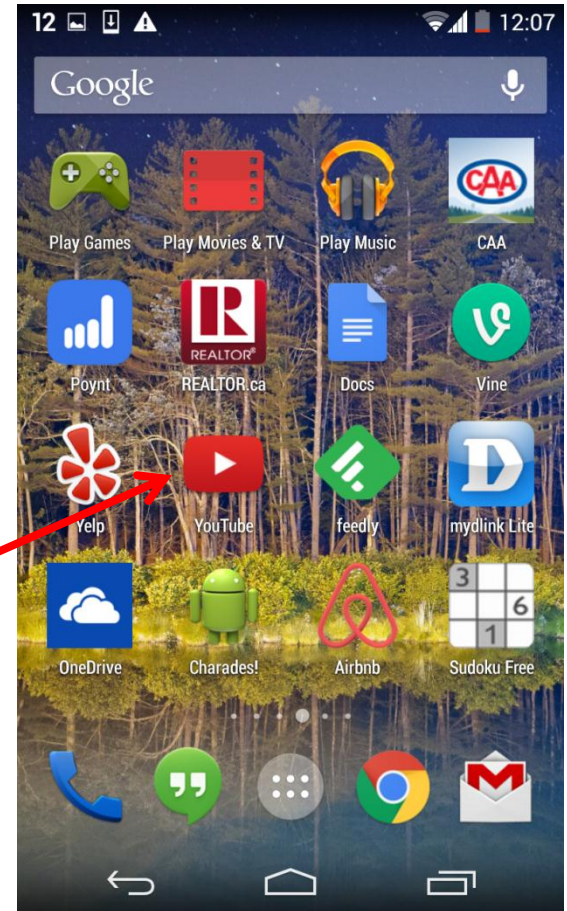 12
12:07
Google
CAA
Play Games Play Movies & TV Play Music CAA
REALTOR®
Poynt REALTOR.ca Docs Vine
Yelp YouTube feedly mydlink Lite
3
6
1
OneDrive Charades! Airbnb Sudoku Free